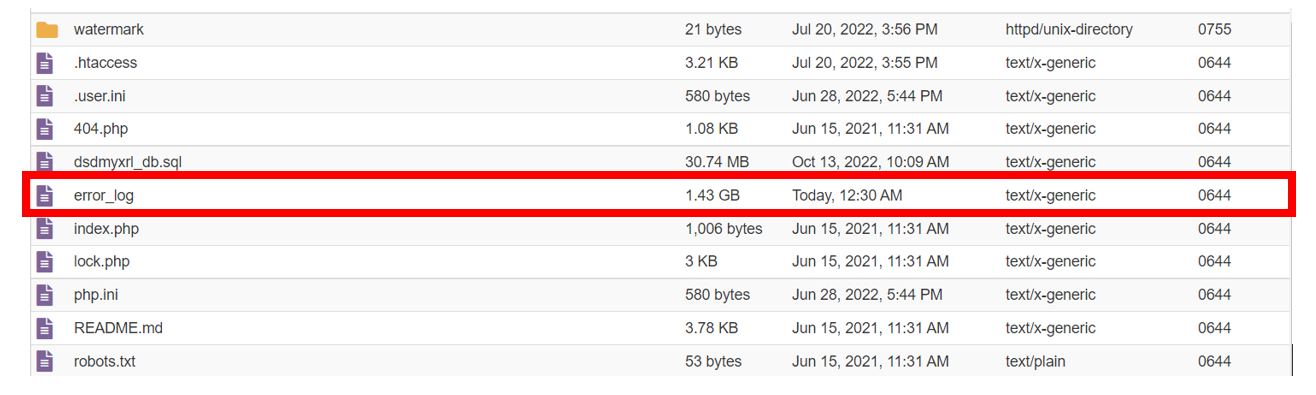 watermark 21 bytes Jul 20, 2022, 3:56 PM httpd/unix-directory 0755
.htaccess 3.21 KB Jul 20, 2022, 3:55 PM text/x-generic 0644
.user.ini 580 bytes Jun 28, 2022, 5:44 PM text/x-generic 0644
404.php 1.08 KB Jun 15, 2021, 11:31 AM text/x-generic 0644
dsdmyxrl_db.sql 30.74 MB Oct 13, 2022, 10:09 AM text/x-generic 0644
error_log 1.43 GB Today, 12:30 AM text/x-generic 0644
index.php 1,006 bytes Jun 15, 2021, 11:31 AM text/x-generic 0644
lock.php 3 KB Jun 15, 2021, 11:31 AM text/x-generic 0644
php.ini 580 bytes Jun 28, 2022, 5:44 PM text/x-generic 0644
README.md 3.78 KB Jun 15, 2021, 11:31 AM text/x-generic 0644
robots.txt 53 bytes Jun 15, 2021, 11:31 AM text/plain 0644